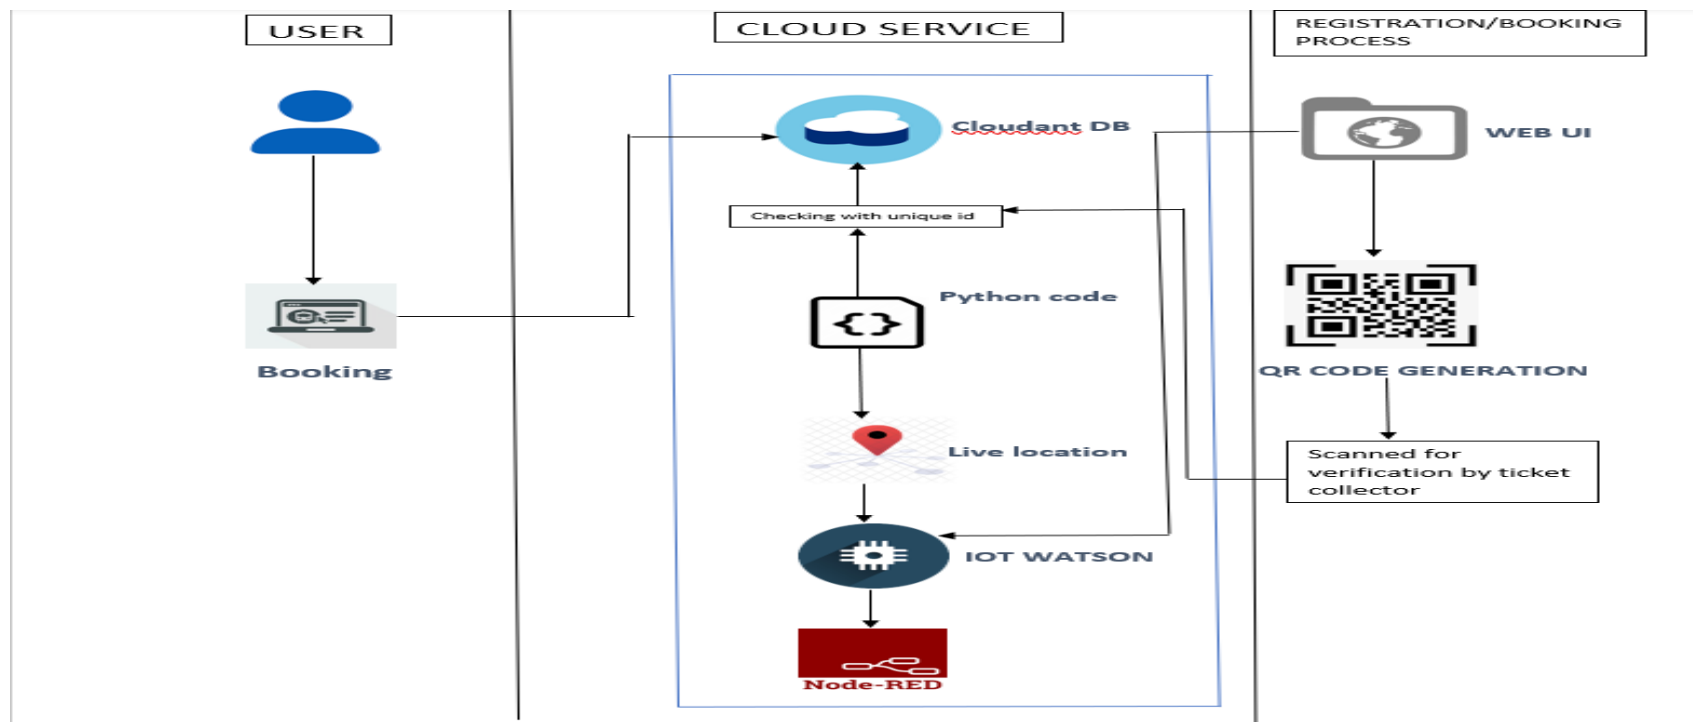 USER
CLOUD SERVICE
REGISTRATION/BOOKING
PROCESS
Cloudant DB
WEB UI
Checking with unique id
Python code
Booking
QR CODE GENERATION
Live location
Scanned for
verification by ticket
collector
IOT WATSON
Node-RED